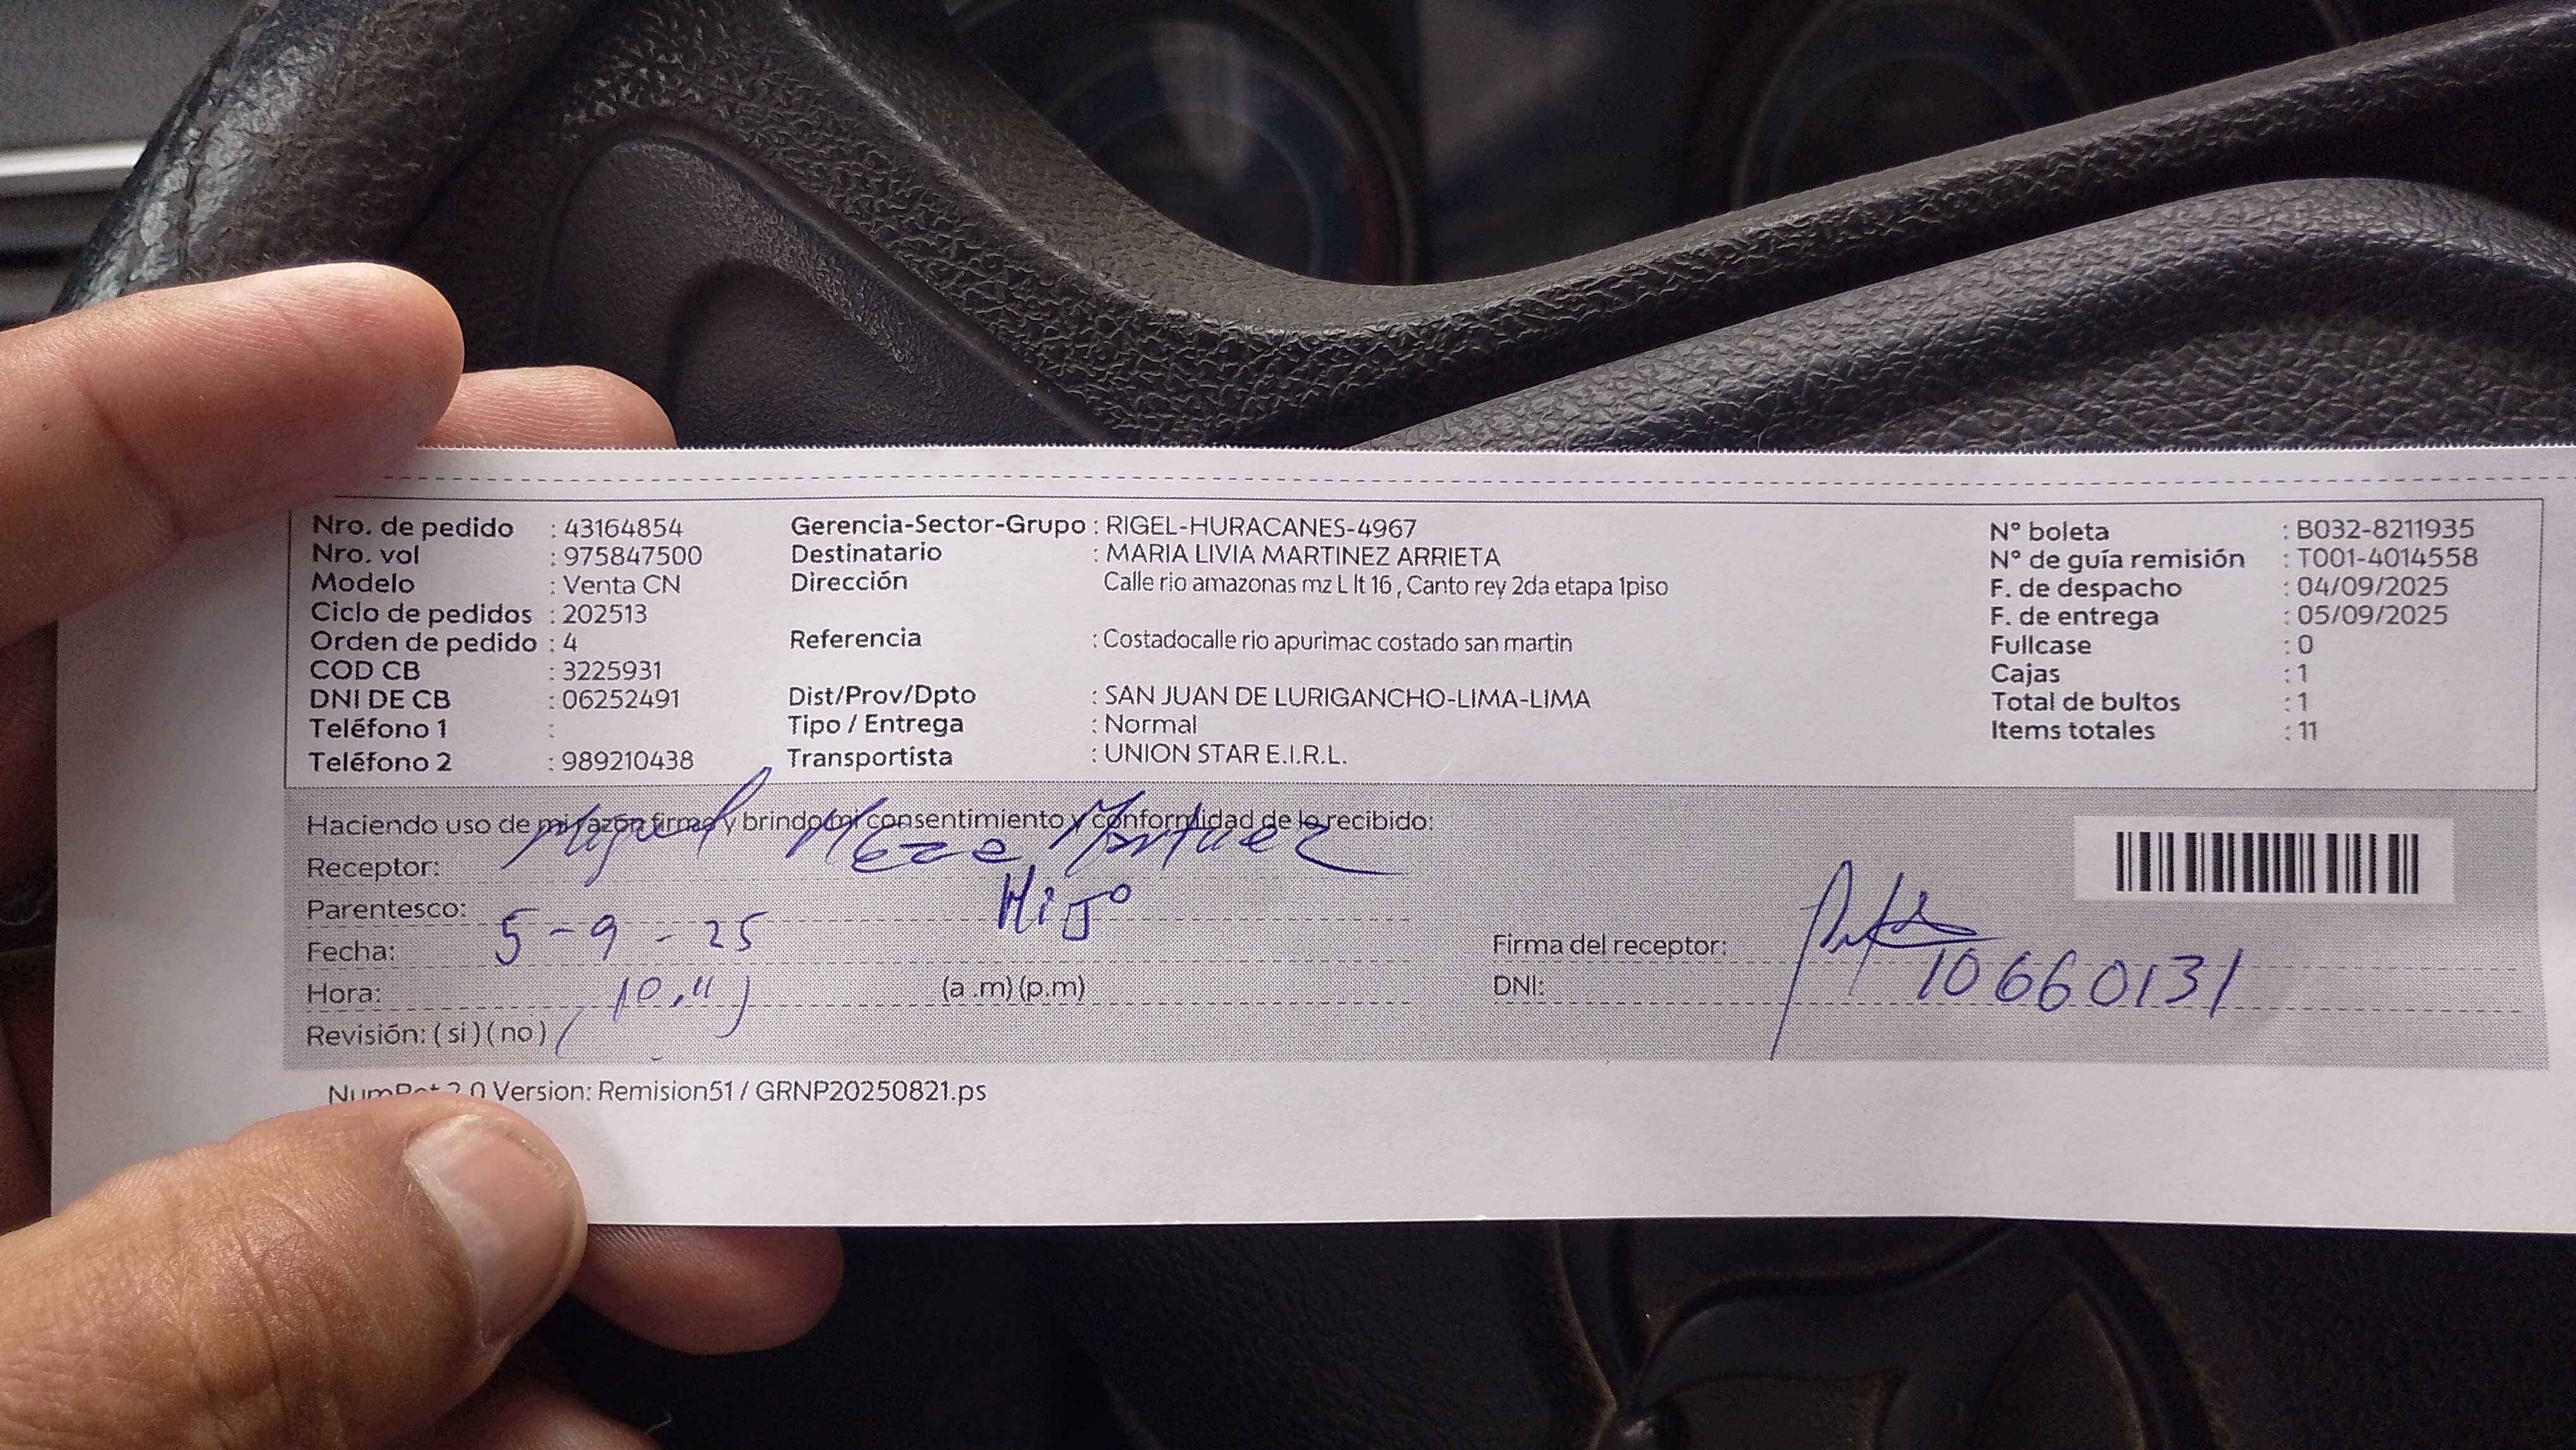 Nro. de pedido : 43164854
Nro. vol : 975847500
Modelo : Venta CN
Ciclo de pedidos : 202513
Orden de pedido : 4
COD CB : 3225931
DNI DE CB : 06252491
Teléfono 1 :
Teléfono 2 : 989210438
Gerencia-Sector-Grupo : RIGEL-HURACANES-4967
Destinatario : MARIA LIVIA MARTINEZ ARRIETA
Dirección Calle rio amazonas mz L lt 16 , Canto rey 2da etapa 1piso
Referencia : Costadocalle rio apurimac costado san martin
Dist/Prov/Dpto : SAN JUAN DE LURIGANCHO-LIMA-LIMA
Tipo / Entrega : Normal
Transportista : UNION STAR E.I.R.L.
N° boleta : B032-8211935
N° de guía remisión : T001-4014558
F. de despacho : 04/09/2025
F. de entrega : 05/09/2025
Fullcase : 0
Cajas : 1
Total de bultos : 1
Items totales : 11
Haciendo uso de mi razón firmo y brindo mi consentimiento y conformidad de lo recibido:
Receptor: Miguel Meza Martinez
Parentesco: Hijo
Fecha: 5-9-25
Hora: (a .m) (p.m)
Revisión: ( si ) ( no )
Firma del receptor:
DNI: 10660131
2.0 Version: Remision51 / GRNP20250821.ps